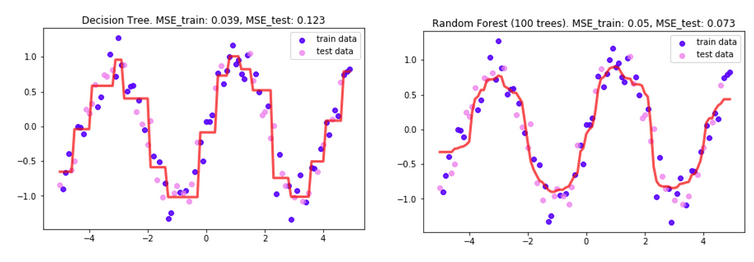 Decision Tree. MSE_train: 0.039, MSE_test: 0.123
train data
test data
1.0
0.5
0.0
−0.5
−1.0
−4 −2 0 2 4
Random Forest (100 trees). MSE_train: 0.05, MSE_test: 0.073
train data
test data
1.0
0.5
0.0
−0.5
−1.0
−4 −2 0 2 4